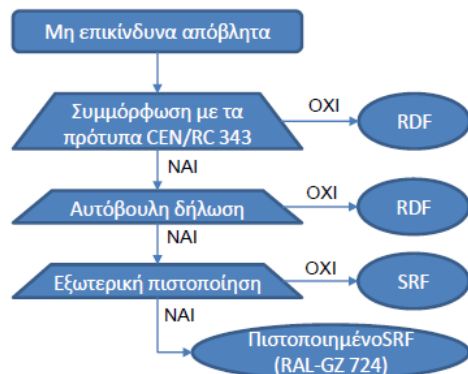 Μη επικίνδυνα απόβλητα
Συμμόρφωση με τα
πρότυπα CEN/RC 343
ΟΧΙ
RDF
ΝΑΙ
Αυτόβουλη δήλωση
ΟΧΙ
RDF
ΝΑΙ
Εξωτερική πιστοποίηση
ΟΧΙ
SRF
ΝΑΙ
ΠιστοποιημένοSRF
(RAL-GZ 724)